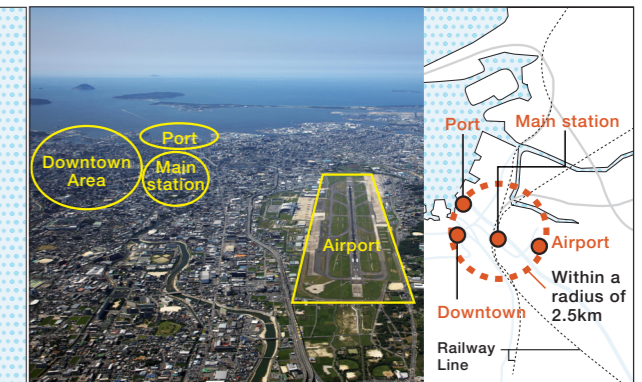 Port
Downtown
Area
Main
station
Airport
Port
Main station
Airport
Within a
radius of
2.5km
Downtown
Railway
Line